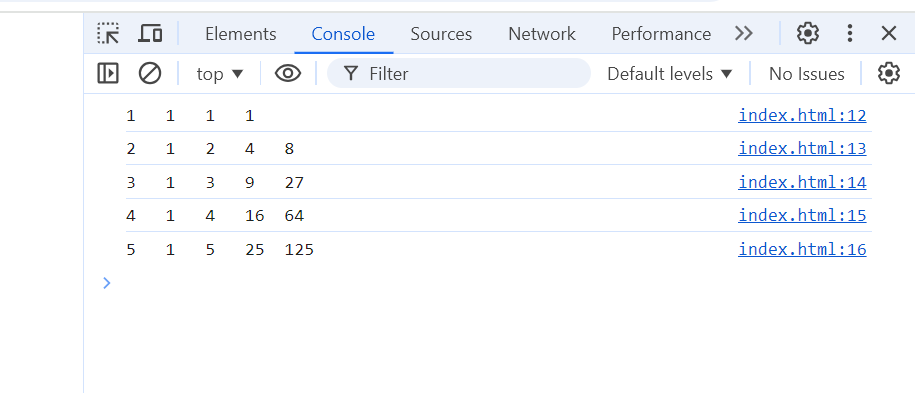 Elements Console Sources Network Performance
top Filter Default levels No Issues
1 1 1 1 index.html:12
2 1 2 4 8 index.html:13
3 1 3 9 27 index.html:14
4 1 4 16 64 index.html:15
5 1 5 25 125 index.html:16